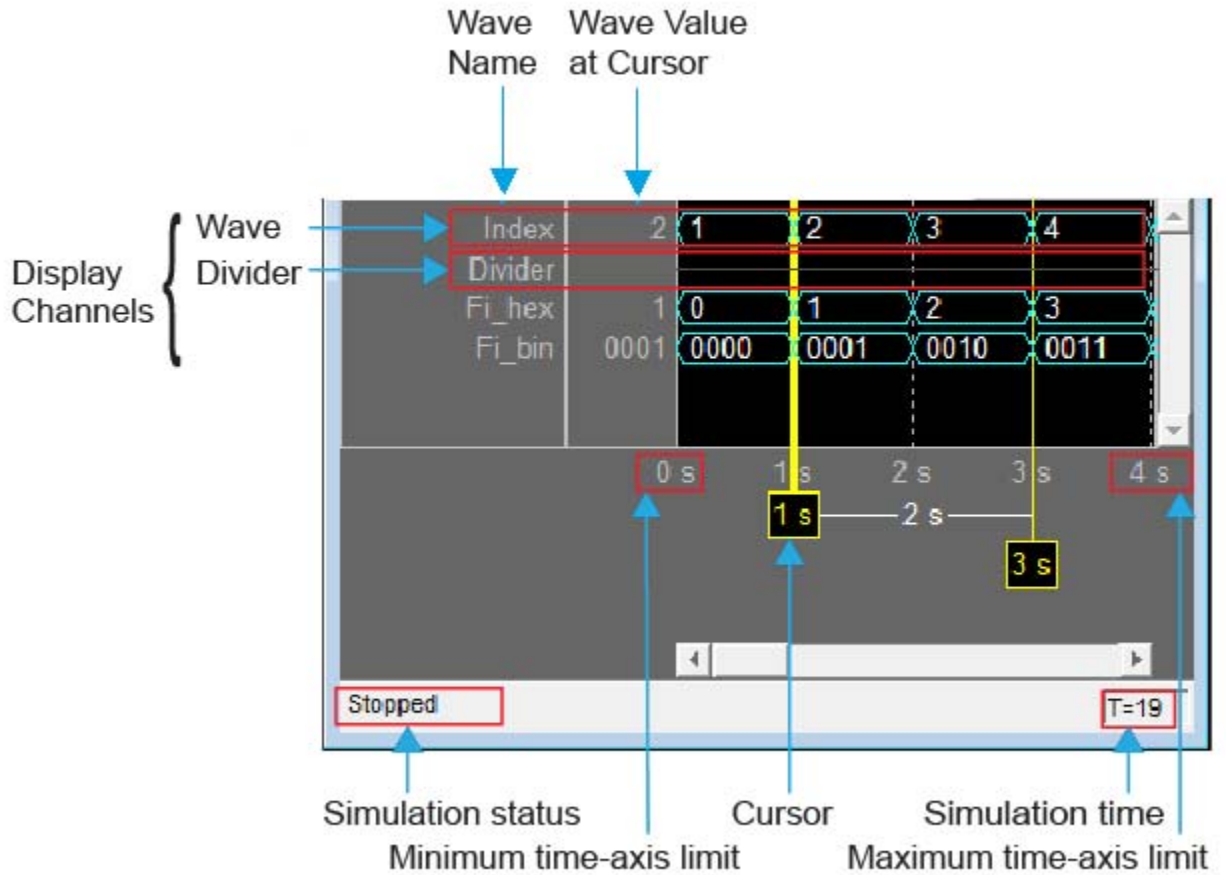 Wave Wave Value
Name at Cursor
Wave Index 2 1 2 3 4
Display Divider Divider
Channels Fi_hex 1 0 1 2 3
Fi_bin 0001 0000 0001 0010 0011
0 s 1 s 2 s 3 s 4 s
1 s 2 s
3 s
Stopped T=19
Simulation status Cursor Simulation time
Minimum time-axis limit Maximum time-axis limit